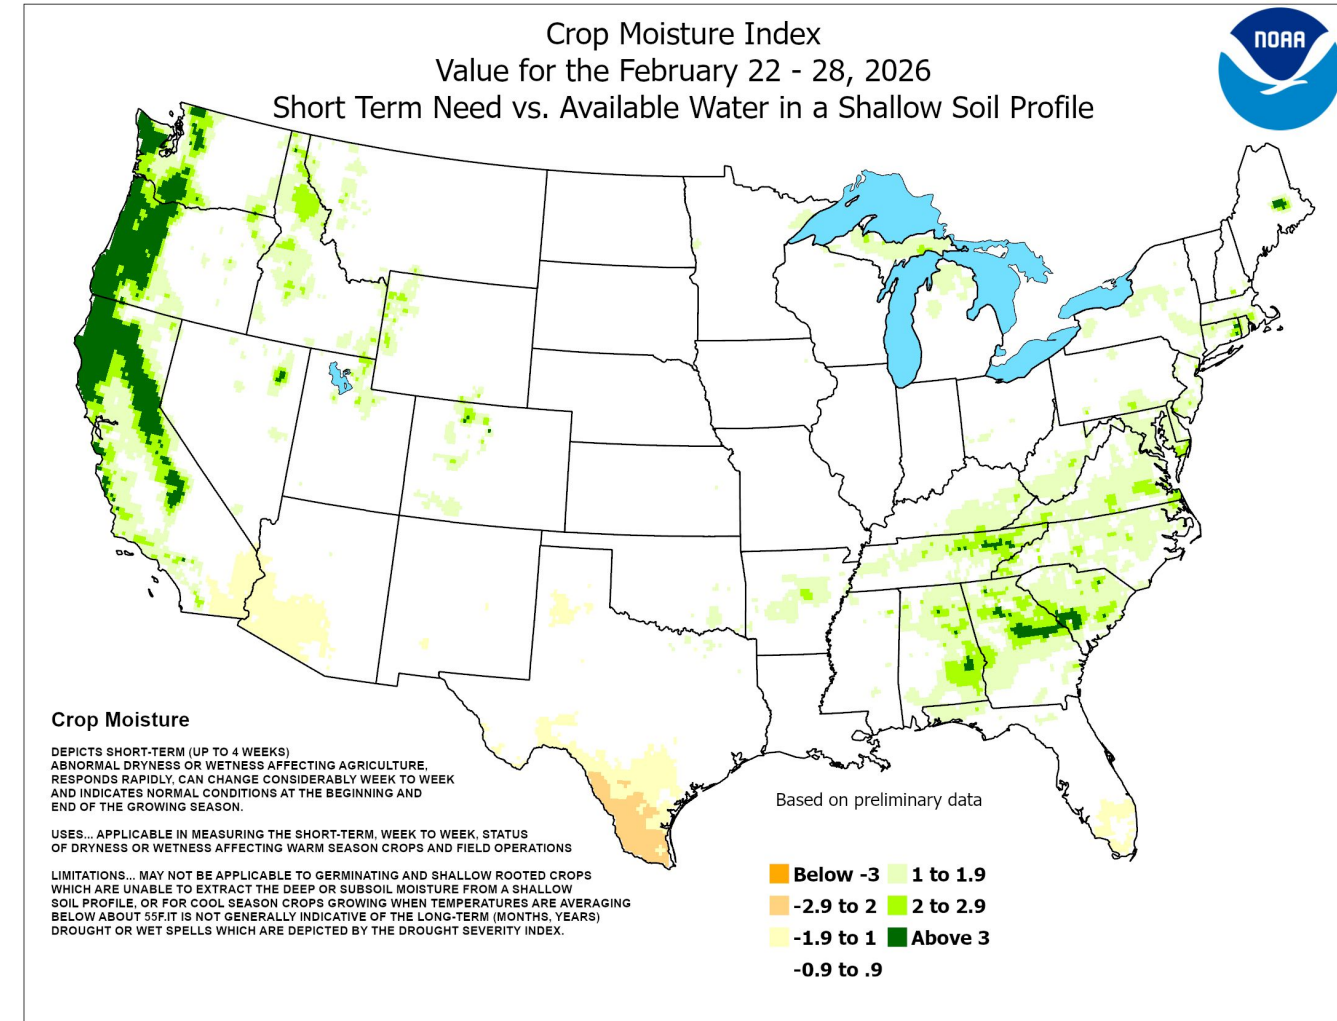 Crop Moisture Index
Value for the February 22 - 28, 2026
Short Term Need vs. Available Water in a Shallow Soil Profile
NOAA
Crop Moisture
DEPICTS SHORT-TERM (UP TO 4 WEEKS)
ABNORMAL DRYNESS OR WETNESS AFFECTING AGRICULTURE,
RESPONDS RAPIDLY, CAN CHANGE CONSIDERABLY WEEK TO WEEK
AND INDICATES NORMAL CONDITIONS AT THE BEGINNING AND
END OF THE GROWING SEASON.
USES... APPLICABLE IN MEASURING THE SHORT-TERM, WEEK TO WEEK, STATUS
OF DRYNESS OR WETNESS AFFECTING WARM SEASON CROPS AND FIELD OPERATIONS
LIMITATIONS... MAY NOT BE APPLICABLE TO GERMINATING AND SHALLOW ROOTED CROPS
WHICH ARE UNABLE TO EXTRACT THE DEEP OR SUBSOIL MOISTURE FROM A SHALLOW
SOIL PROFILE, OR FOR COOL SEASON CROPS GROWING WHEN TEMPERATURES ARE AVERAGING
BELOW ABOUT 55F.IT IS NOT GENERALLY INDICATIVE OF THE LONG-TERM (MONTHS, YEARS)
DROUGHT OR WET SPELLS WHICH ARE DEPICTED BY THE DROUGHT SEVERITY INDEX.
Based on preliminary data
Below -3
-2.9 to 2
-1.9 to 1
-0.9 to .9
1 to 1.9
2 to 2.9
Above 3